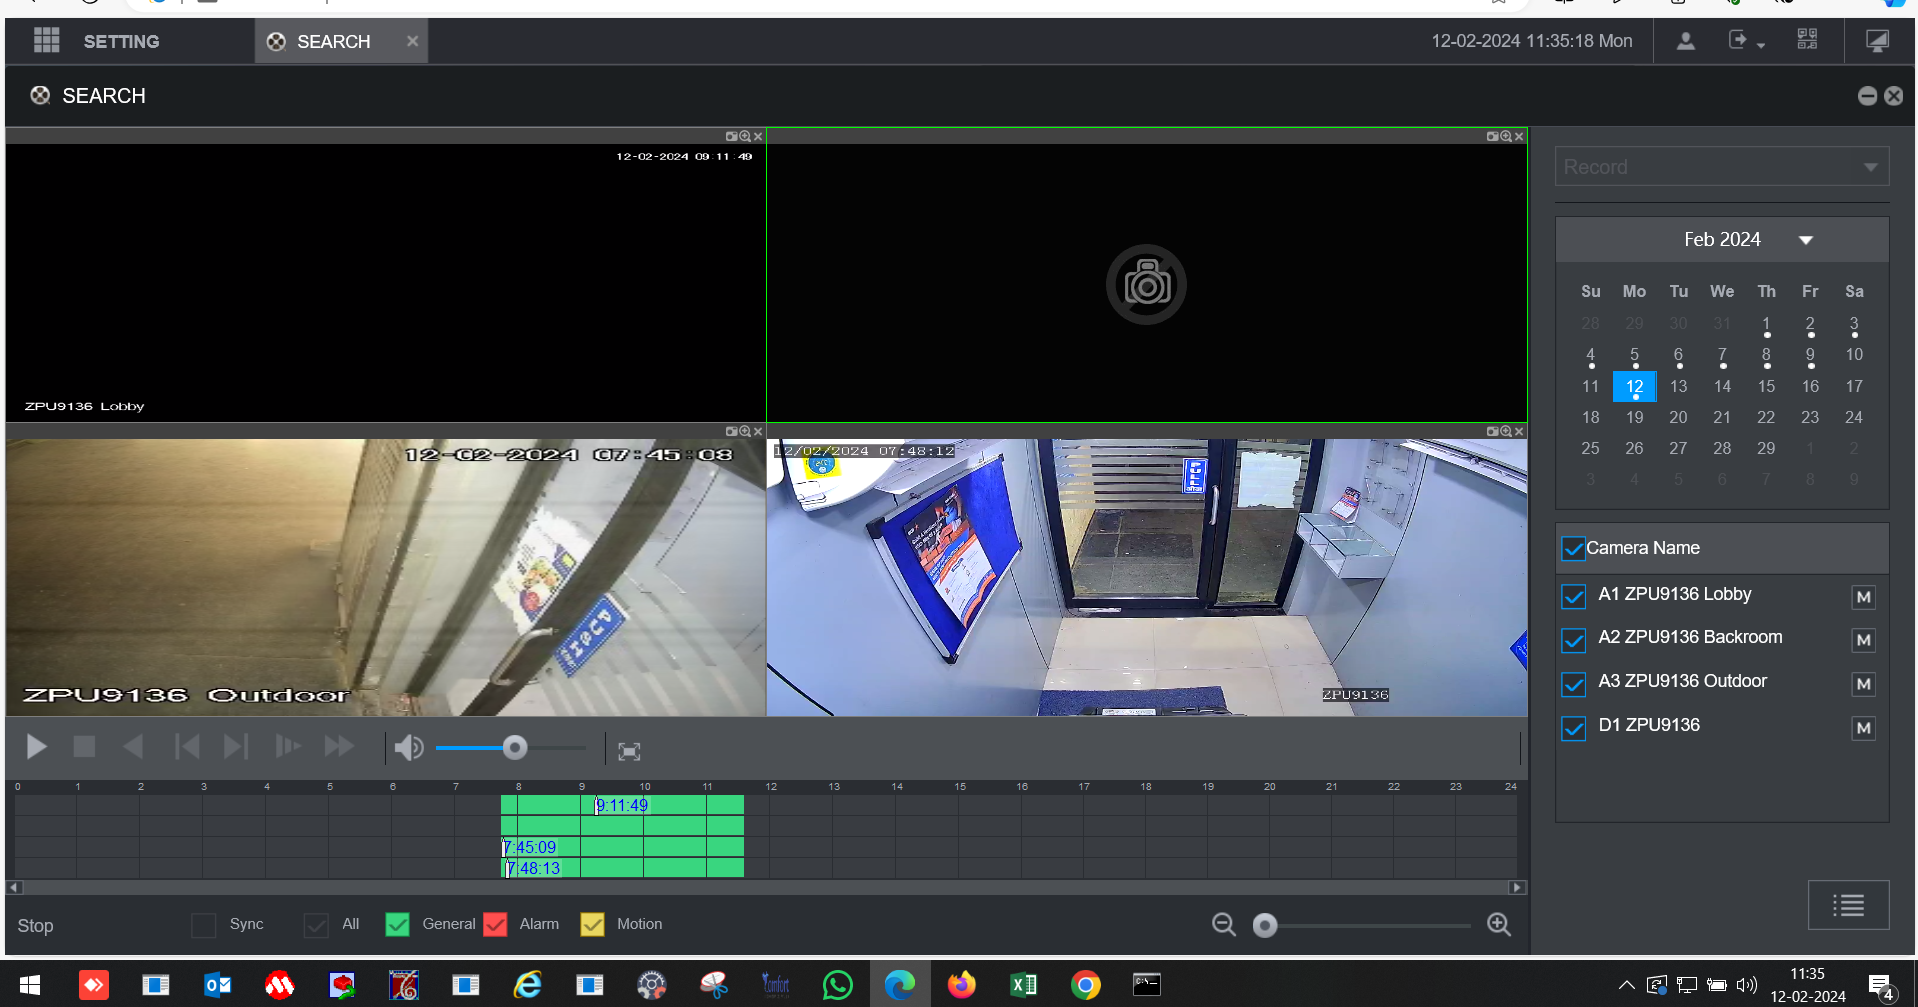 SETTING
SEARCH
12-02-2024 11:35:18 Mon
SEARCH
12-02-2024 09:11:49
ZPU9136 Lobby
12-02-2024 07:45:08
PUSH
ZPU9136 Outdoor
12/02/2024 07:48:12
PULL
ZPU9136
Record
Feb 2024
Su Mo Tu We Th Fr Sa
28 29 30 31 1 2 3
4 5 6 7 8 9 10
11 12 13 14 15 16 17
18 19 20 21 22 23 24
25 26 27 28 29 1 2
3 4 5 6 7 8 9
Camera Name
A1 ZPU9136 Lobby M
A2 ZPU9136 Backroom M
A3 ZPU9136 Outdoor M
D1 ZPU9136 M
0 1 2 3 4 5 6 7 8 9 10 11 12 13 14 15 16 17 18 19 20 21 22 23 24
9:11:49
7:45:09
7:48:13
Stop Sync All General Alarm Motion
11:35
12-02-2024
4